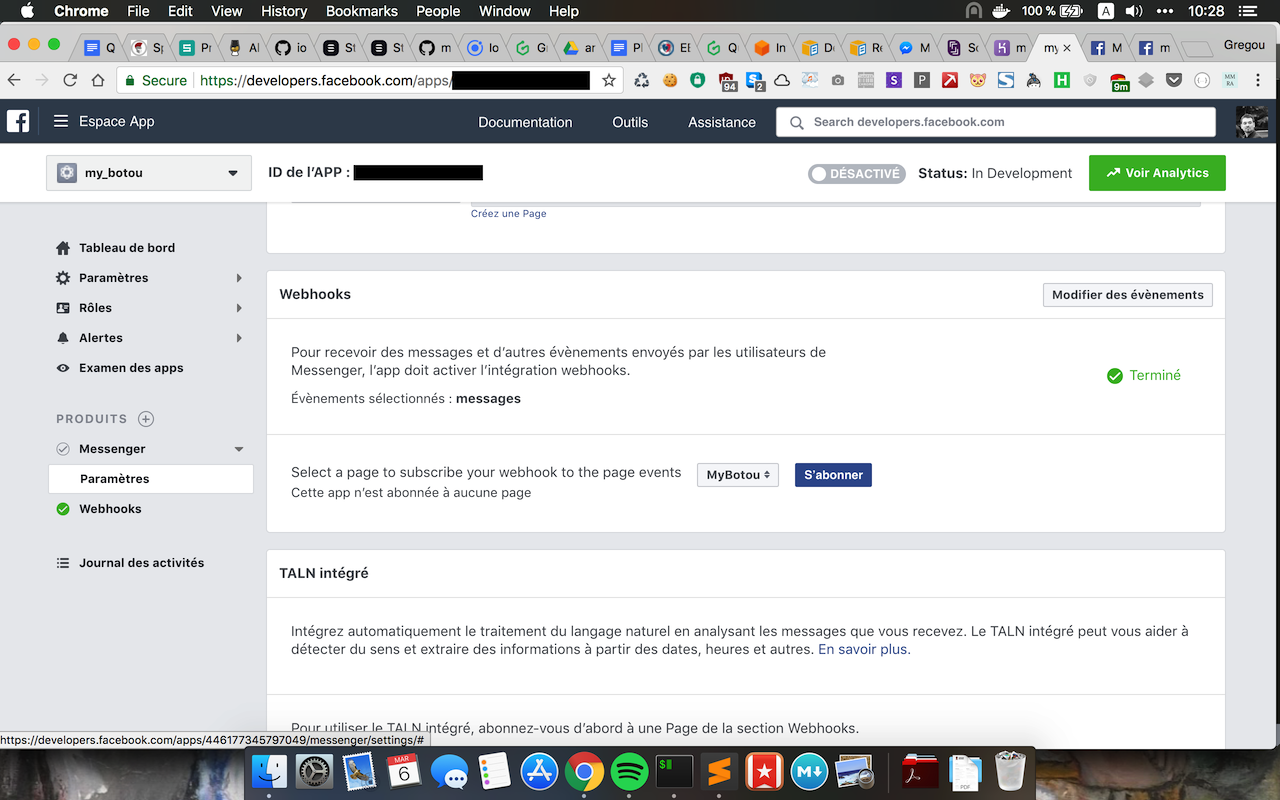 Chrome File Edit View History Bookmarks People Window Help 100 % A 10:28
Q Sp Pr Al io St St m Io Gi ar Pl EE Q In Do Re M Sc m my × M m Gregou
Secure https://developers.facebook.com/apps/ 94 2 S P S H 9m MM RA
Espace App Documentation Outils Assistance Search developers.facebook.com
my_botou ID de l'APP : DÉSACTIVÉ Status: In Development Voir Analytics
Créez une Page
Tableau de bord
Paramètres
Rôles
Alertes
Examen des apps
PRODUITS
Messenger
Paramètres
Webhooks
Journal des activités
Webhooks Modifier des évènements
Pour recevoir des messages et d'autres évènements envoyés par les utilisateurs de
Messenger, l'app doit activer l'intégration webhooks.
Terminé
Évènements sélectionnés : messages
Select a page to subscribe your webhook to the page events MyBotou S'abonner
Cette app n'est abonnée à aucune page
TALN intégré
Intégrez automatiquement le traitement du langage naturel en analysant les messages que vous recevez. Le TALN intégré peut vous aider à
détecter du sens et extraire des informations à partir des dates, heures et autres. En savoir plus.
Pour utiliser le TALN intégré, abonnez-vous d'abord à une Page de la section Webhooks.
https://developers.facebook.com/apps/446177345797049/messenger/settings/#
MAR
6
$
M
PDF